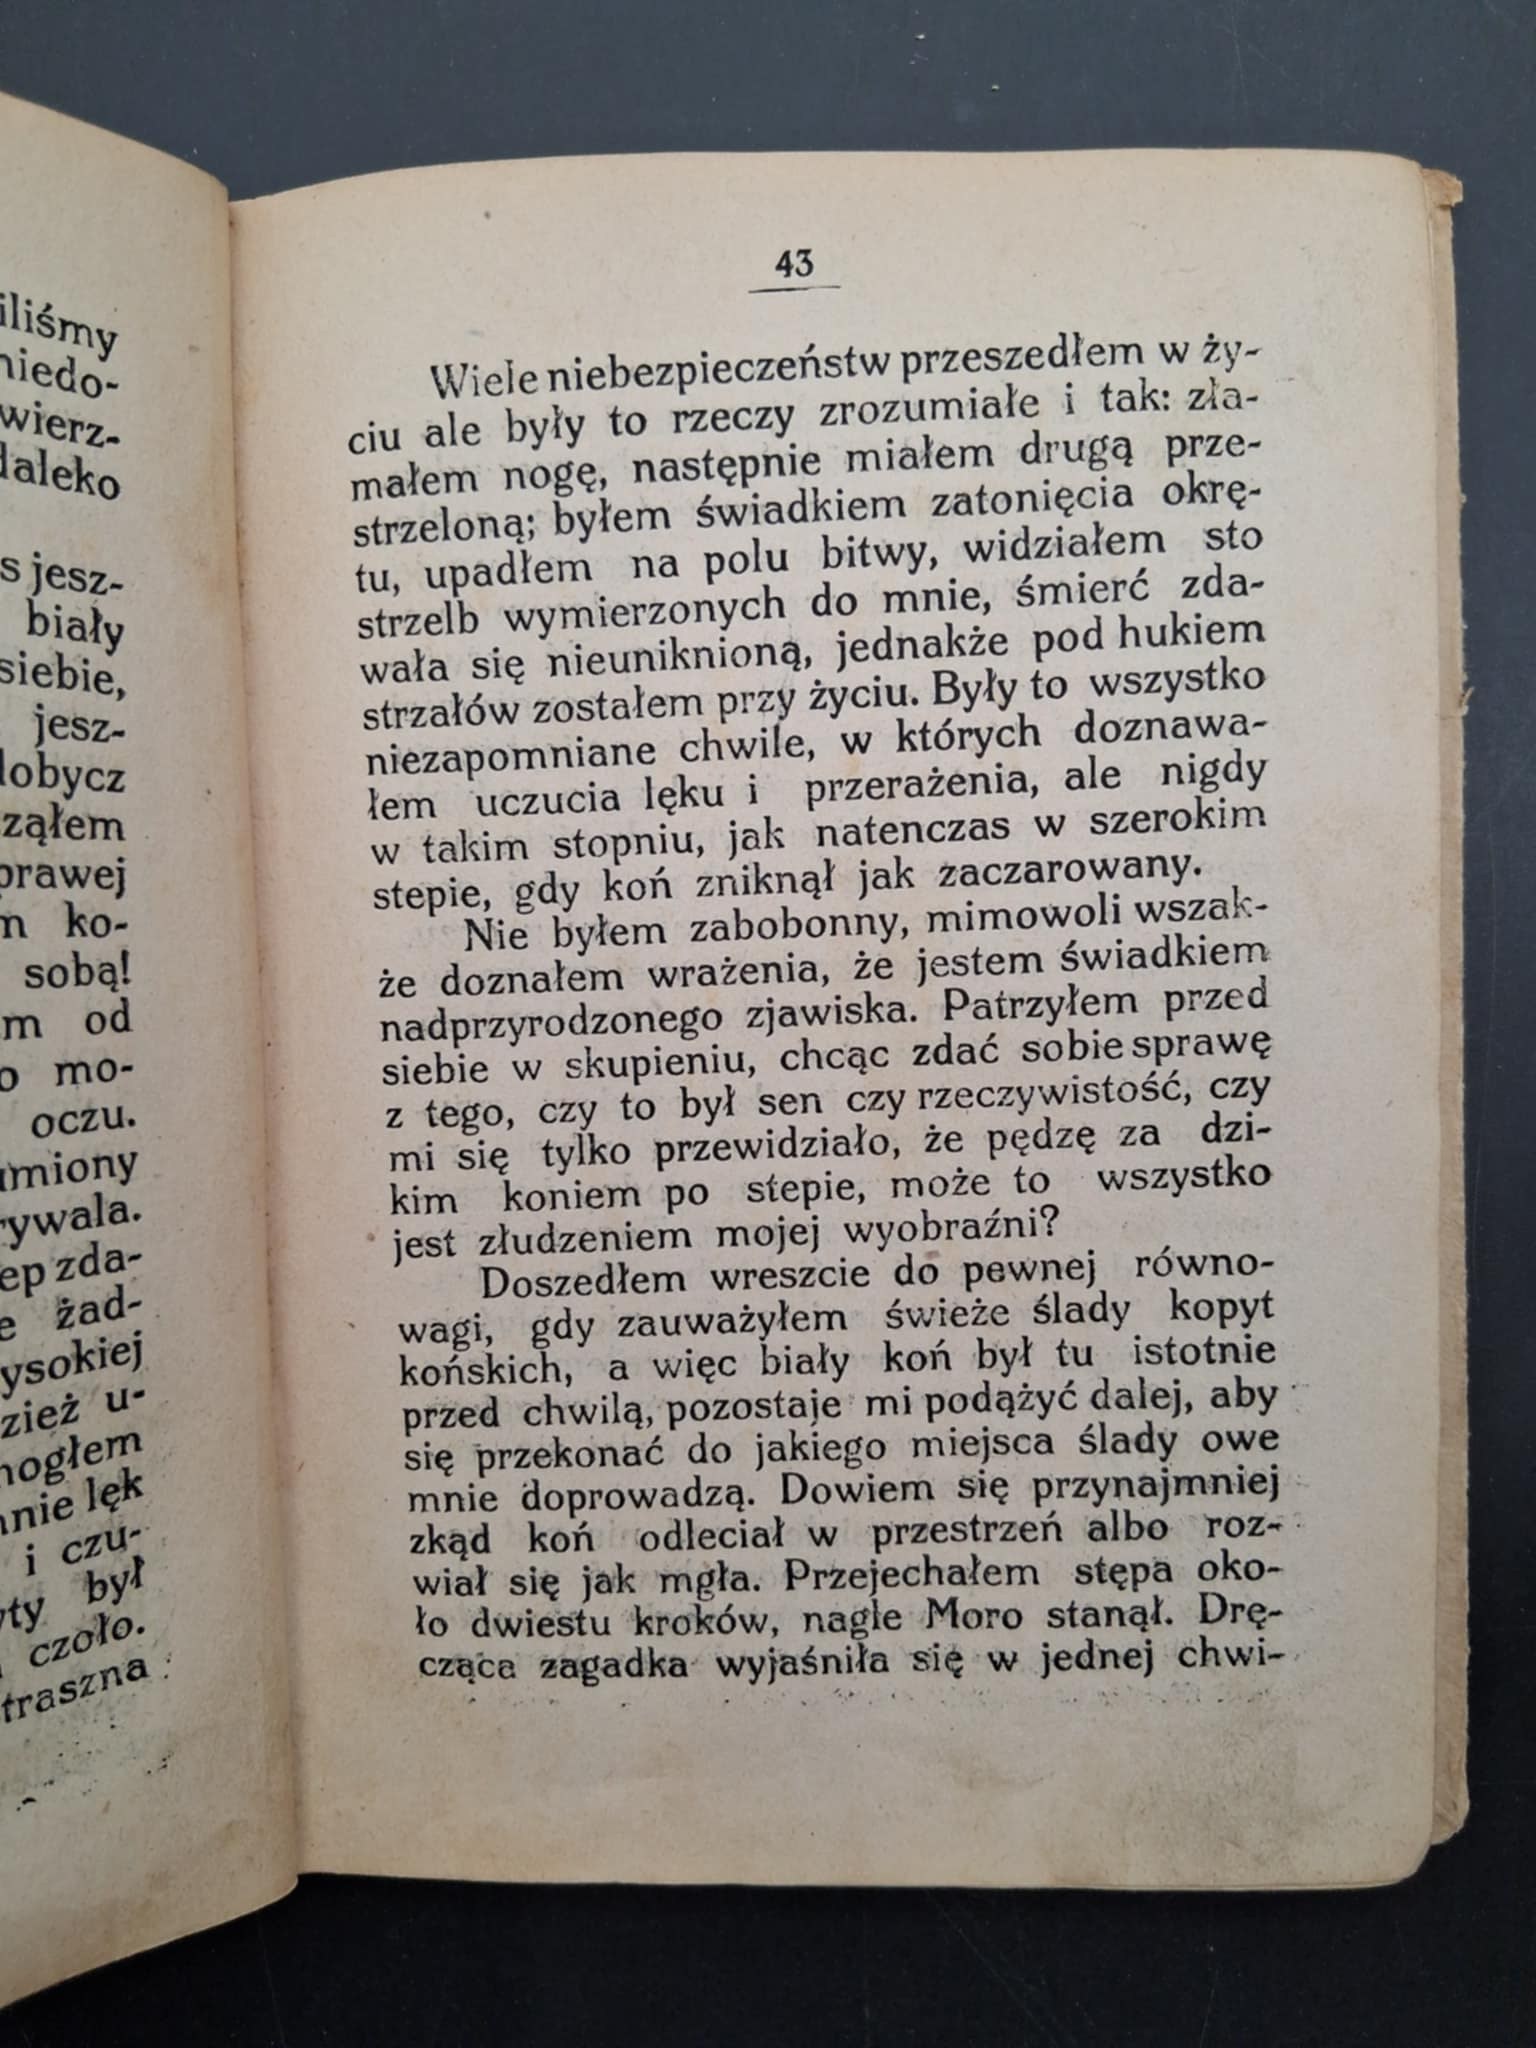 iliśmy
niedo-
wierz-
daleko
s jesz-
biały
siebie,
jesz-
dobycz
ząłem
prawej
m ko-
sobą!
m od
o mo-
oczu.
umiony
rywala.
ep zda-
e żad-
ysokiej
zież u-
nogłem
nnie lęk
i czu-
yty był
czoło.
traszna
43
Wiele niebezpieczeństw przeszedłem w ży-
ciu ale były to rzeczy zrozumiałe i tak: zła-
małem nogę, następnie miałem drugą prze-
strzeloną; byłem świadkiem zatonięcia okrę-
tu, upadłem na polu bitwy, widziałem sto
strzelb wymierzonych do mnie, śmierć zda-
wała się nieuniknioną, jednakże pod hukiem
strzałów zostałem przy życiu. Były to wszystko
niezapomniane chwile, w których doznawa-
łem uczucia lęku i przerażenia, ale nigdy
w takim stopniu, jak natenczas w szerokim
stepie, gdy koń zniknął jak zaczarowany.
Nie byłem zabobonny, mimowoli wszak-
że doznałem wrażenia, że jestem świadkiem
nadprzyrodzonego zjawiska. Patrzyłem przed
siebie w skupieniu, chcąc zdać sobie sprawę
z tego, czy to był sen czy rzeczywistość, czy
mi się tylko przewidziało, że pędzę za dzi-
kim koniem po stepie, może to wszystko
jest złudzeniem mojej wyobraźni?
Doszedłem wreszcie do pewnej równo-
wagi, gdy zauważyłem świeże ślady kopyt
końskich, a więc biały koń był tu istotnie
przed chwilą, pozostaje mi podążyć dalej, aby
się przekonać do jakiego miejsca ślady owe
mnie doprowadzą. Dowiem się przynajmniej
zkąd koń odleciał w przestrzeń albo roz-
wiał się jak mgła. Przejechałem stępa oko-
ło dwiestu kroków, nagle Moro stanął. Drę-
cząca zagadka wyjaśniła się w jednej chwi-